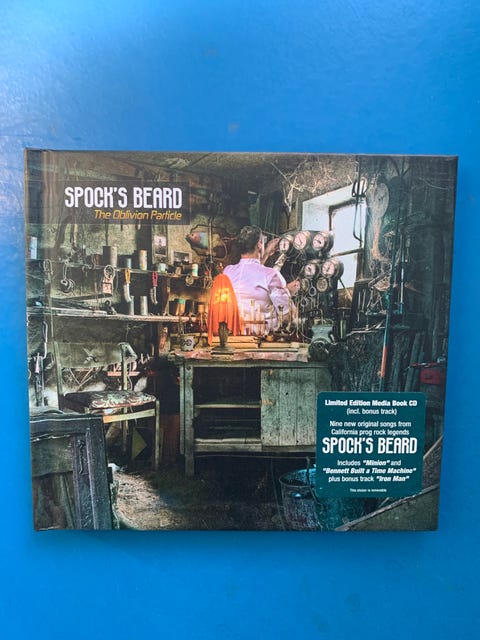 SPOCK'S BEARD
The Oblivion Particle
Limited Edition Media Book CD
(incl. bonus track)
Nine new original songs from
California prog rock legends
SPOCK'S BEARD
Includes "Minion" and
"Bennett Built a Time Machine"
plus bonus track "Iron Man"
This sticker is removable